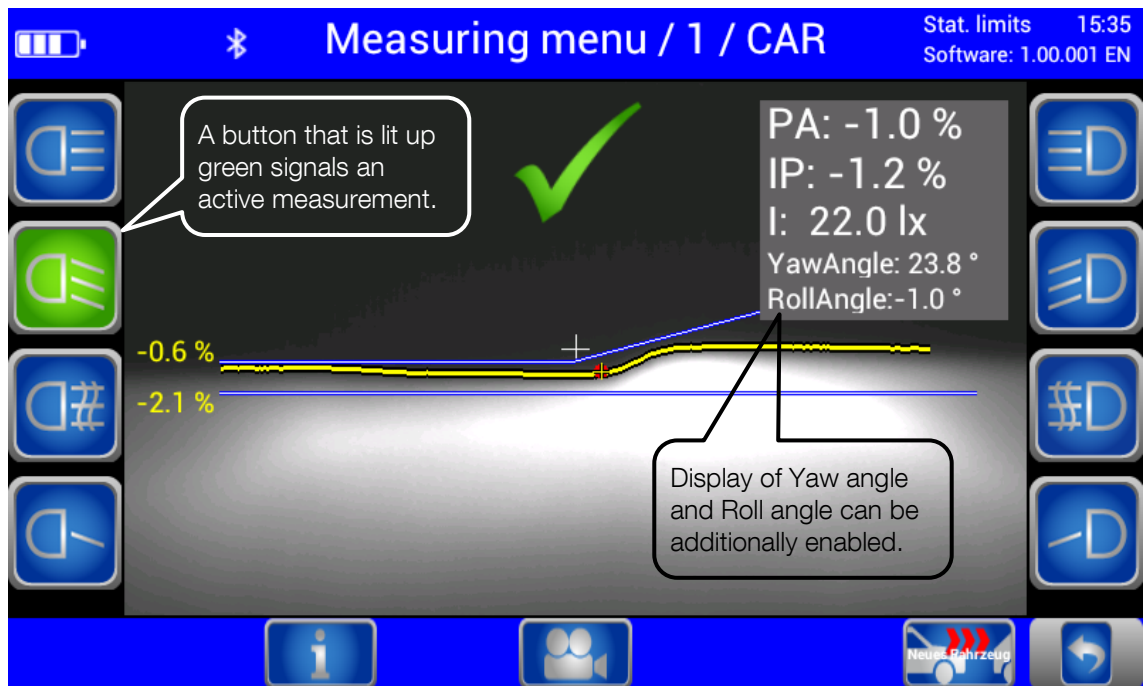 Measuring menu / 1 / CAR
Stat. limits 15:35
Software: 1.00.001 EN
A button that is lit up
green signals an
active measurement.
PA: -1.0 %
IP: -1.2 %
I: 22.0 lx
YawAngle: 23.8 °
RollAngle:-1.0 °
-0.6 %
-2.1 %
Display of Yaw angle
and Roll angle can be
additionally enabled.
i
Neues Fahrzeug